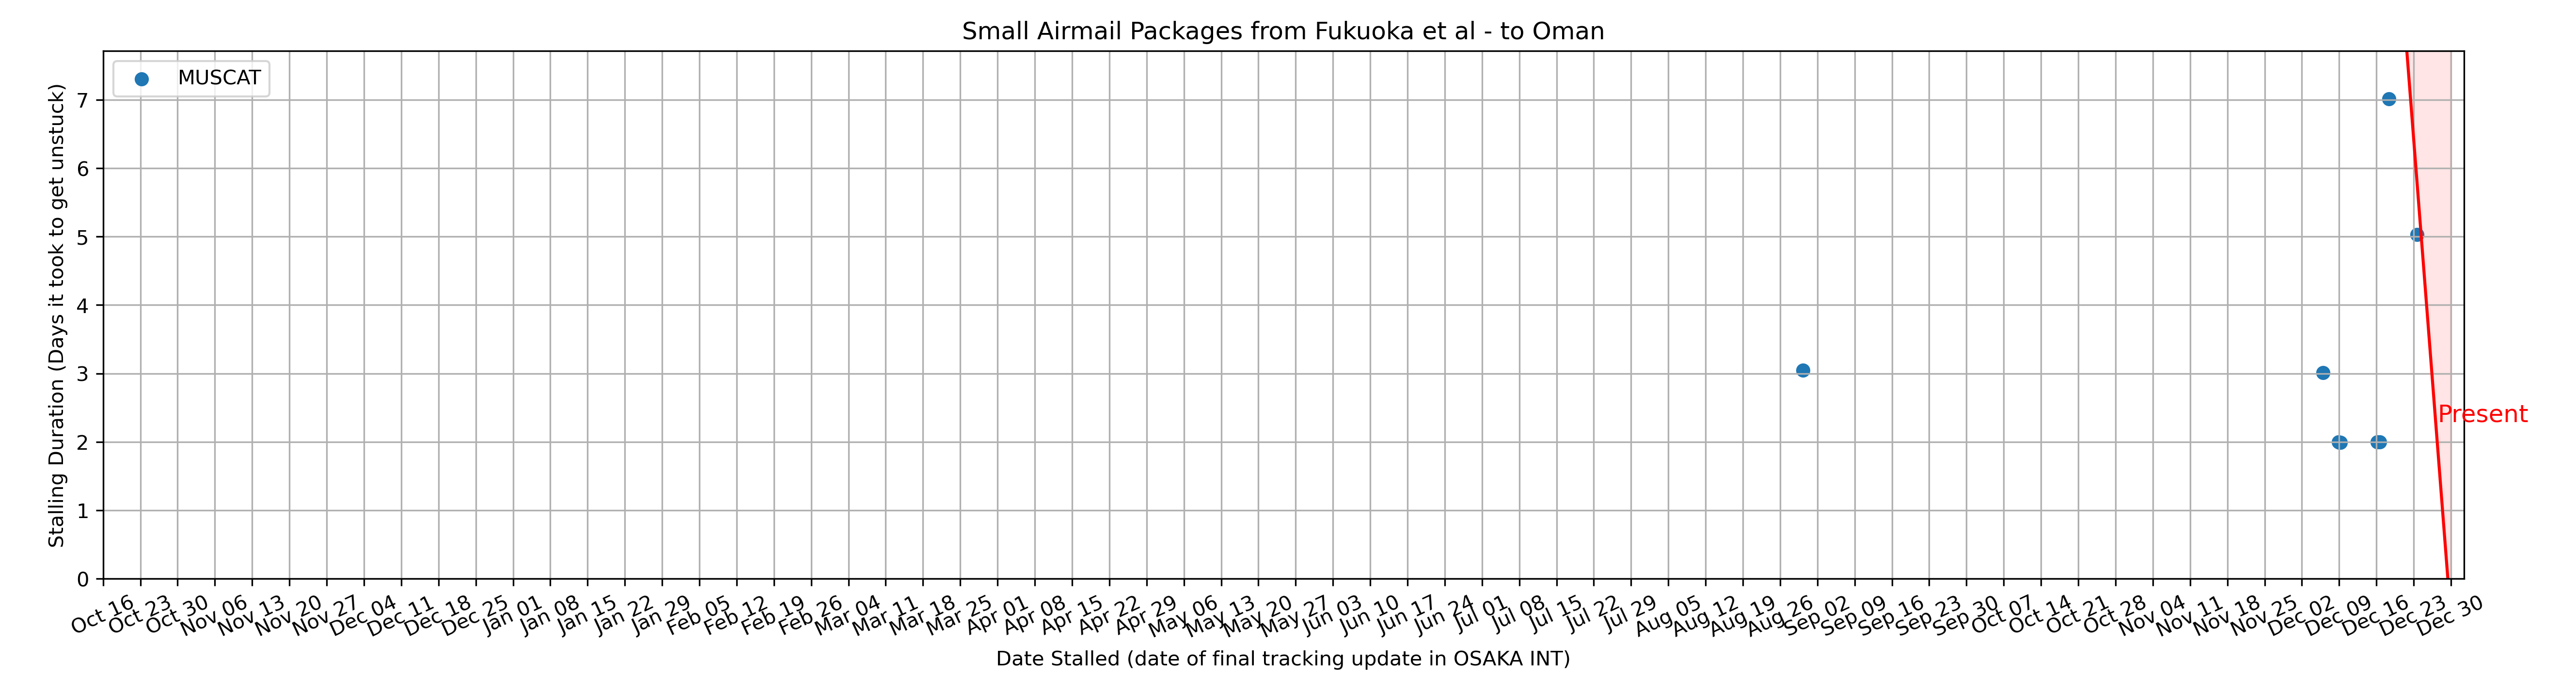 Small Airmail Packages from Fukuoka et al - to Oman
MUSCAT
Stalling Duration (Days it took to get unstuck)
7
6
5
4
3
2
1
0
Present
Oct 16
Oct 23
Oct 30
Nov 06
Nov 13
Nov 20
Nov 27
Dec 04
Dec 11
Dec 18
Dec 25
Jan 01
Jan 08
Jan 15
Jan 22
Jan 29
Feb 05
Feb 12
Feb 19
Feb 26
Mar 04
Mar 11
Mar 18
Mar 25
Apr 01
Apr 08
Apr 15
Apr 22
Apr 29
May 06
May 13
May 20
May 27
Jun 03
Jun 10
Jun 17
Jun 24
Jul 01
Jul 08
Jul 15
Jul 22
Jul 29
Aug 05
Aug 12
Aug 19
Aug 26
Sep 02
Sep 09
Sep 16
Sep 23
Sep 30
Oct 07
Oct 14
Oct 21
Oct 28
Nov 04
Nov 11
Nov 18
Nov 25
Dec 02
Dec 09
Dec 16
Dec 23
Dec 30
Date Stalled (date of final tracking update in OSAKA INT)